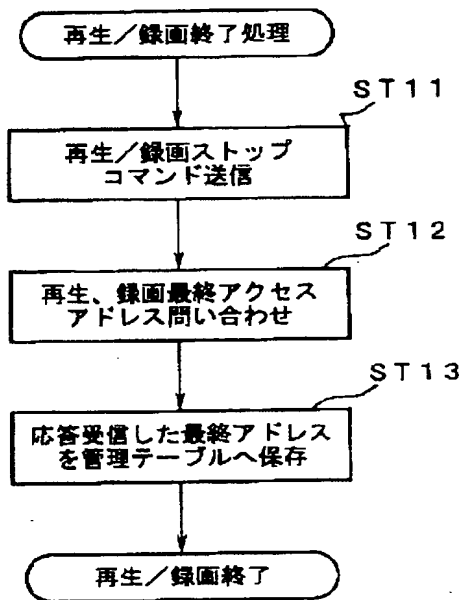 再生／録画終了処理
ST11
再生／録画ストップ
コマンド送信
ST12
再生、録画最終アクセス
アドレス問い合わせ
ST13
応答受信した最終アドレス
を管理テーブルへ保存
再生／録画終了